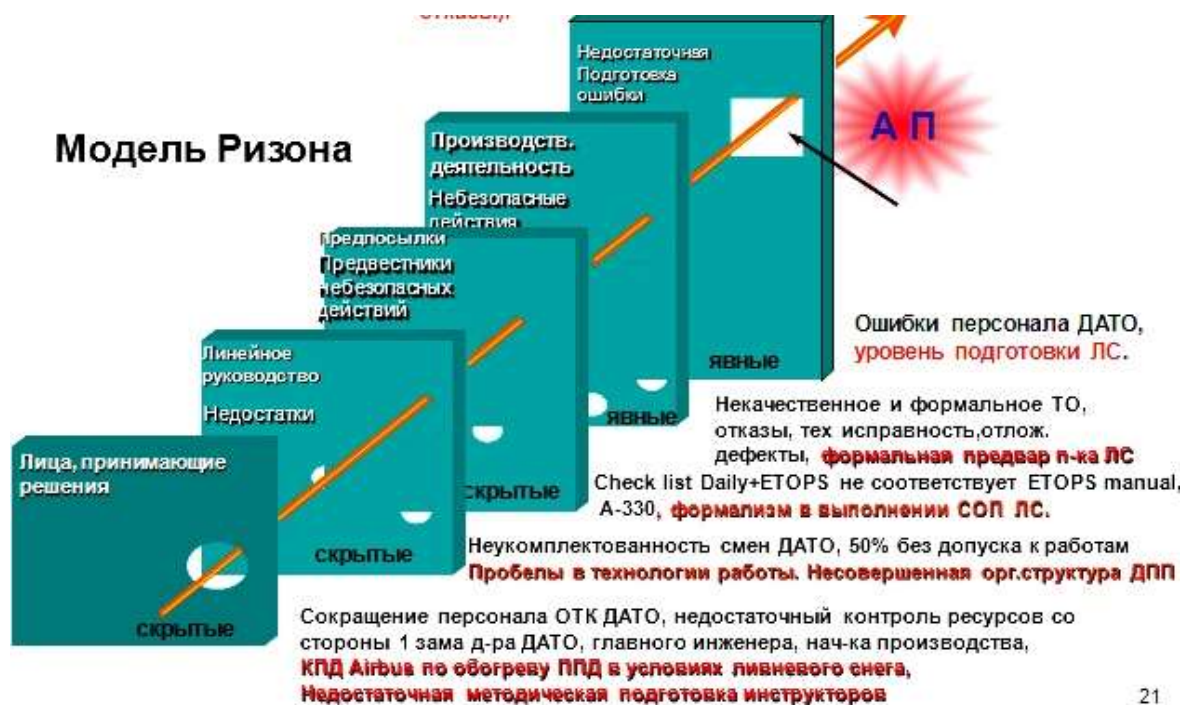 Модель Ризона
Недостаточная
Подготовка
ошибки
А П
Производств.
деятельность
Небезопасные
действия
Предпосылки
Предвестники
небезопасных
действий
Линейное
руководство
Недостатки
Лица, принимающие
решения
явные
явные
скрытые
скрытые
скрытые
Ошибки персонала ДАТО,
уровень подготовки ЛС.
Некачественное и формальное ТО,
отказы, тех исправность,отлож.
дефекты, формальная предвар п-ка ЛС
Check list Daily+ETOPS не соответствует ETOPS manual,
А-330, формализм в выполнении СОП ЛС.
Неукомплектованность смен ДАТО, 50% без допуска к работам
Пробелы в технологии работы. Несовершенная орг.структура ДПП
Сокращение персонала ОТК ДАТО, недостаточный контроль ресурсов со
стороны 1 зама д-ра ДАТО, главного инженера, нач-ка производства,
КПД Airbus по обогреву ППД в условиях ливневого снега,
Недостаточная методическая подготовка инструкторов
21